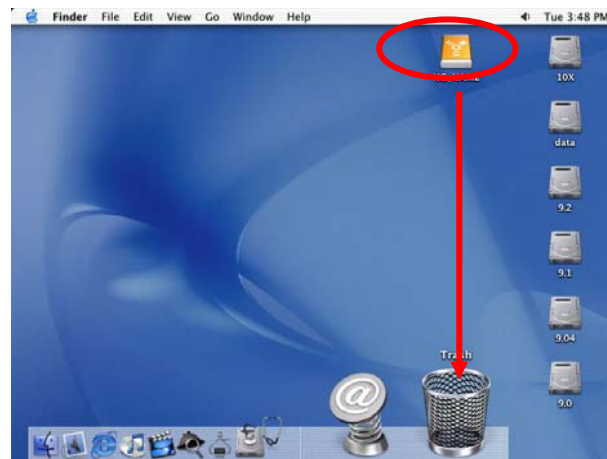 Finder File Edit View Go Window Help
Tue 3:48 PM
10X
data
9.2
9.1
9.04
Trash
9.0
@